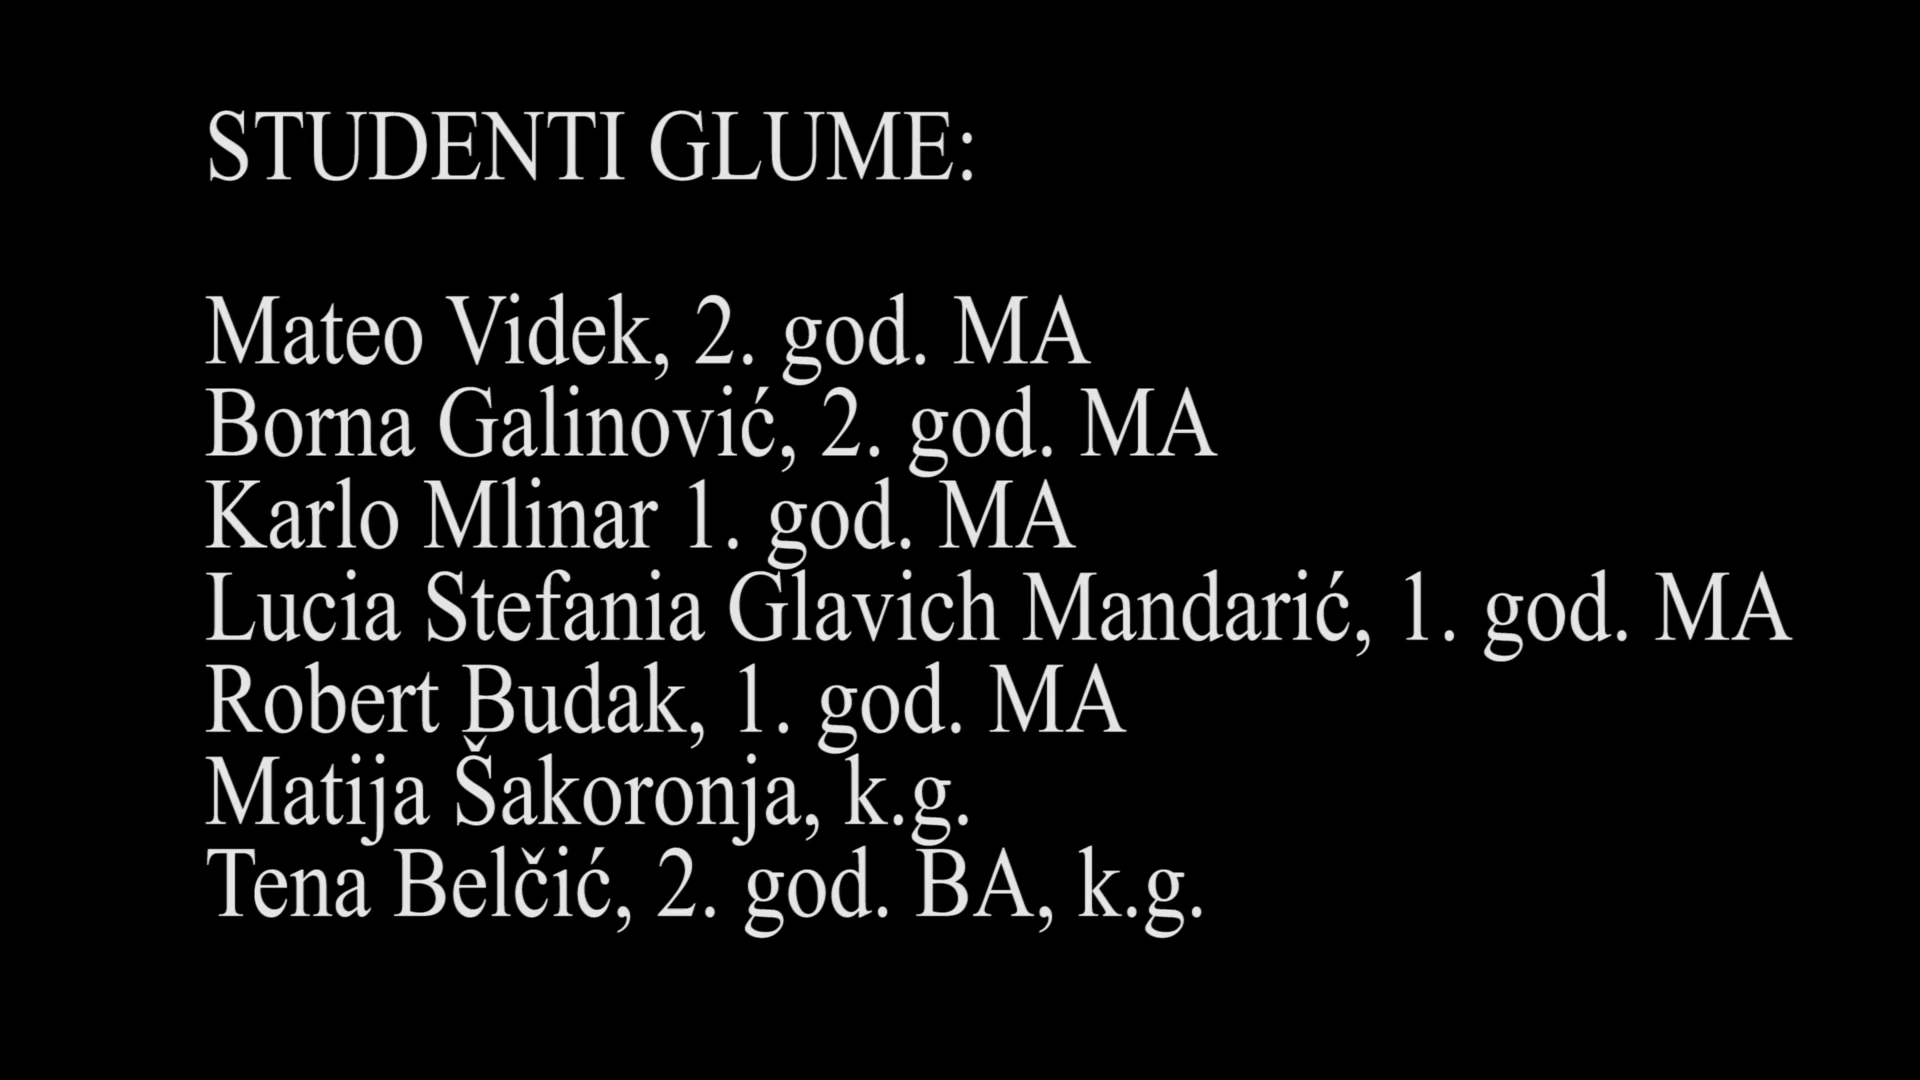 STUDENTI GLUME:
Mateo Videk, 2. god. MA
Borna Galinović, 2. god. MA
Karlo Mlinar 1. god. MA
Lucia Stefania Glavich Mandarić, 1. god. MA
Robert Budak, 1. god. MA
Matija Šakoronja, k.g.
Tena Belčić, 2. god. BA, k.g.